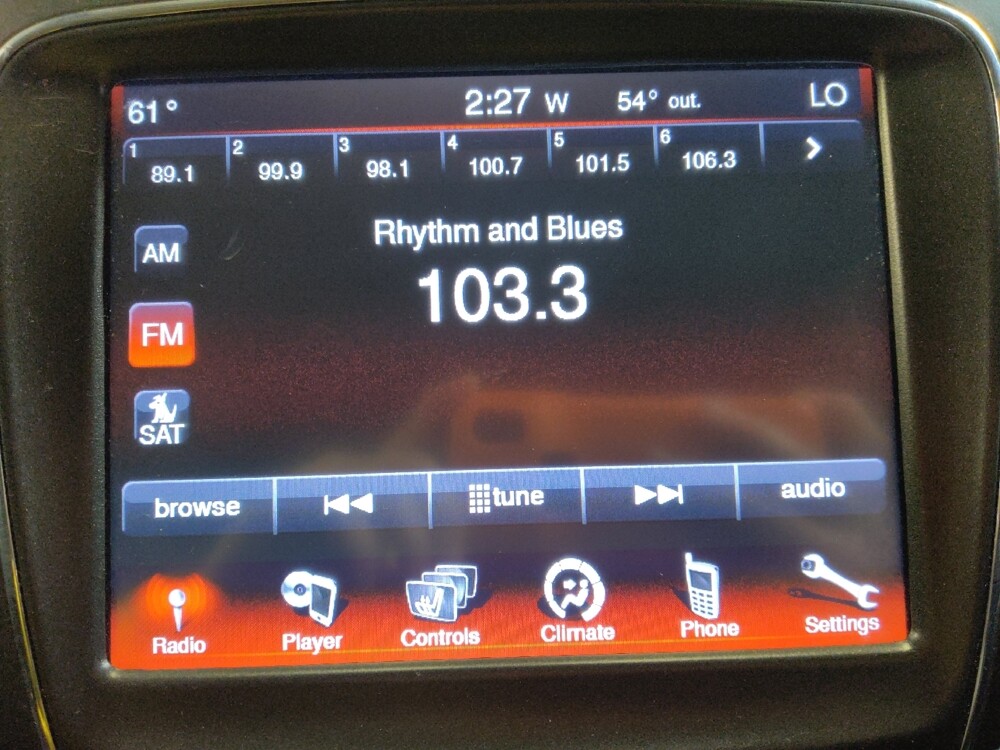 61° 2:27 W 54° out. LO
1 89.1 2 99.9 3 98.1 4 100.7 5 101.5 6 106.3
Rhythm and Blues
AM
103.3
FM
SAT
browse tune audio
Radio Player Controls Climate Phone Settings